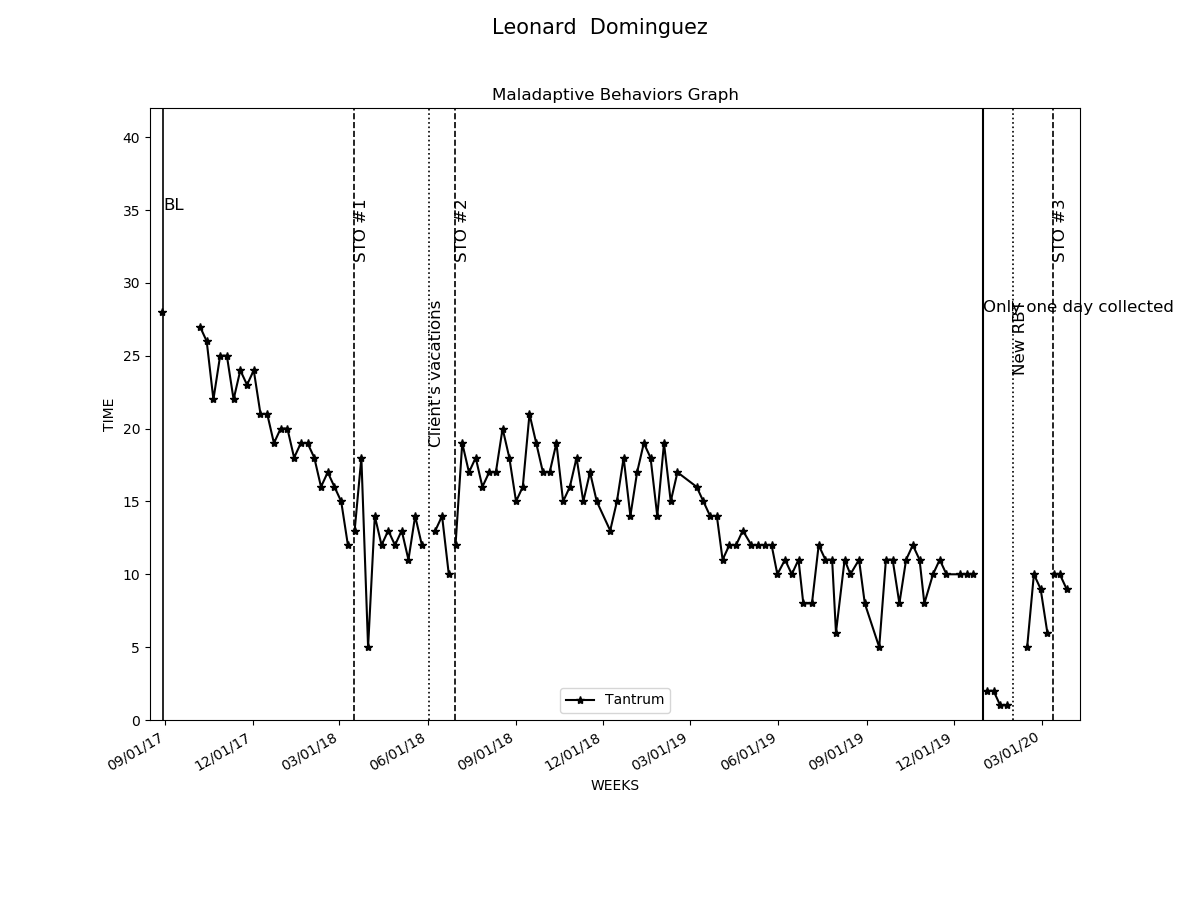 Leonard  Dominguez
Maladaptive Behaviors Graph
40
35
30
25
20
15
10
5
0
TIME
BL
STO #1
Client's vacations
STO #2
Only one day collected
New RBT
STO #3
Tantrum
09/01/17
12/01/17
03/01/18
06/01/18
09/01/18
12/01/18
03/01/19
06/01/19
09/01/19
12/01/19
03/01/20
WEEKS